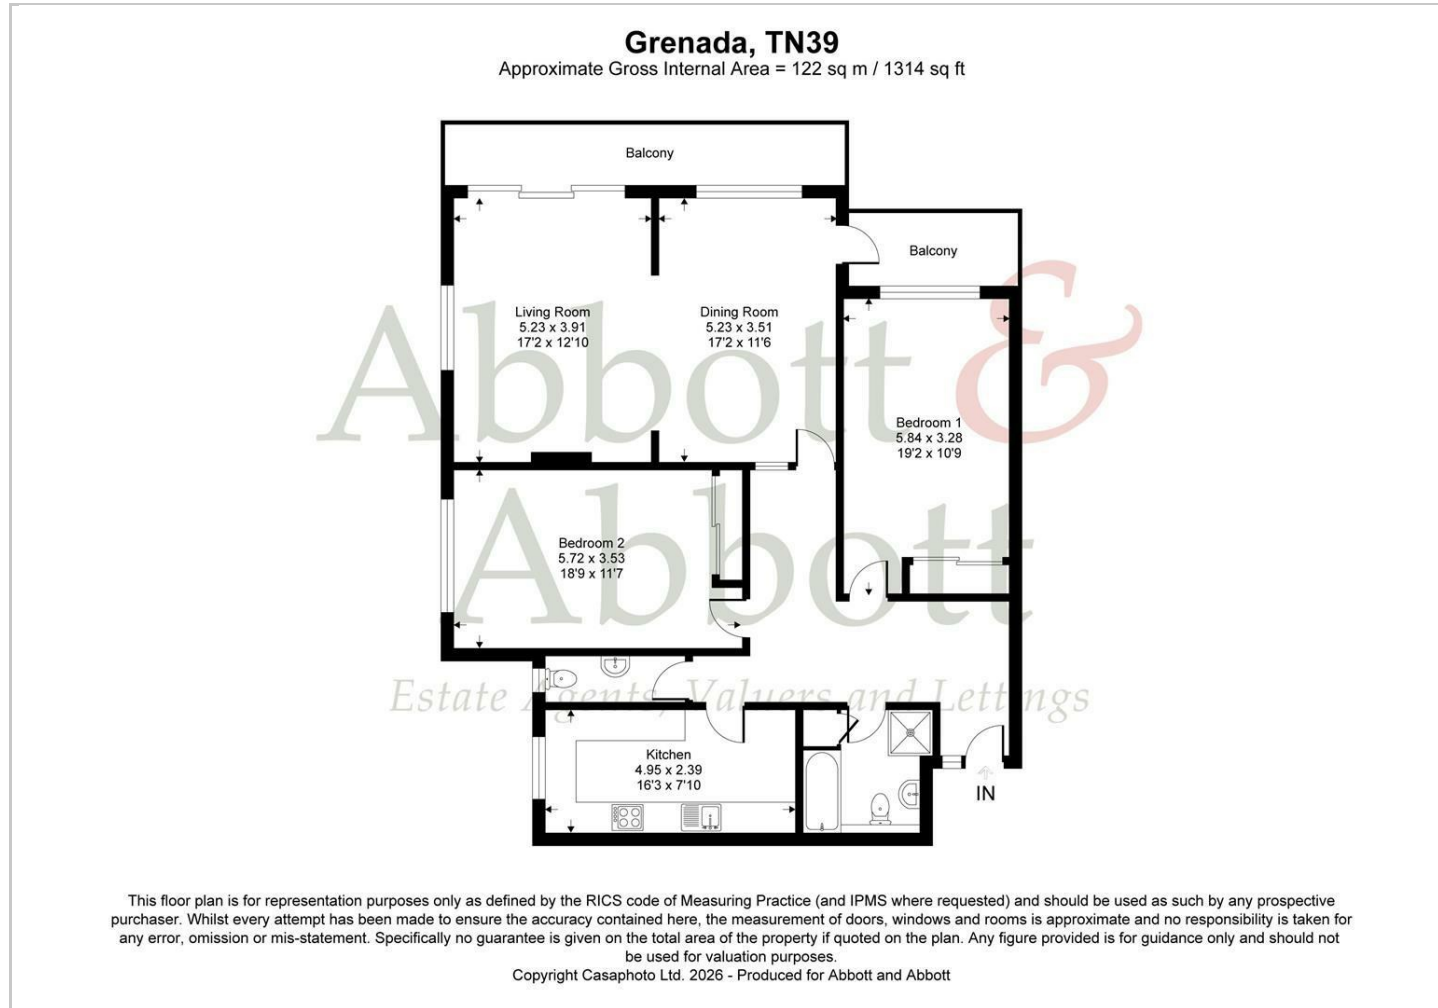 Grenada, TN39
Approximate Gross Internal Area = 122 sq m / 1314 sq ft
Balcony
Balcony
Living Room
5.23 x 3.91
17'2 x 12'10
Dining Room
5.23 x 3.51
17'2 x 11'6
Bedroom 1
5.84 x 3.28
19'2 x 10'9
Abbott &
Abbott
Estate Agents, Valuers and Lettings
Bedroom 2
5.72 x 3.53
18'9 x 11'7
Kitchen
4.95 x 2.39
16'3 x 7'10
IN
This floor plan is for representation purposes only as defined by the RICS code of Measuring Practice (and IPMS where requested) and should be used as such by any prospective
purchaser. Whilst every attempt has been made to ensure the accuracy contained here, the measurement of doors, windows and rooms is approximate and no responsibility is taken for
any error, omission or mis-statement. Specifically no guarantee is given on the total area of the property if quoted on the plan. Any figure provided is for guidance only and should not
be used for valuation purposes.
Copyright Casaphoto Ltd. 2026 - Produced for Abbott and Abbott